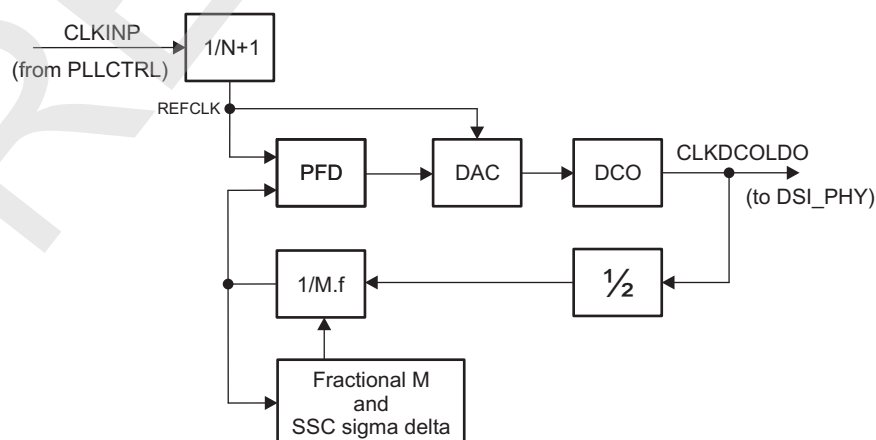 CLKINP
(from PLLCTRL)
1/N+1
REFCLK
PFD
DAC
DCO
CLKDCOLDO
(to DSI_PHY)
1/M.f
½
Fractional M
and
SSC sigma delta